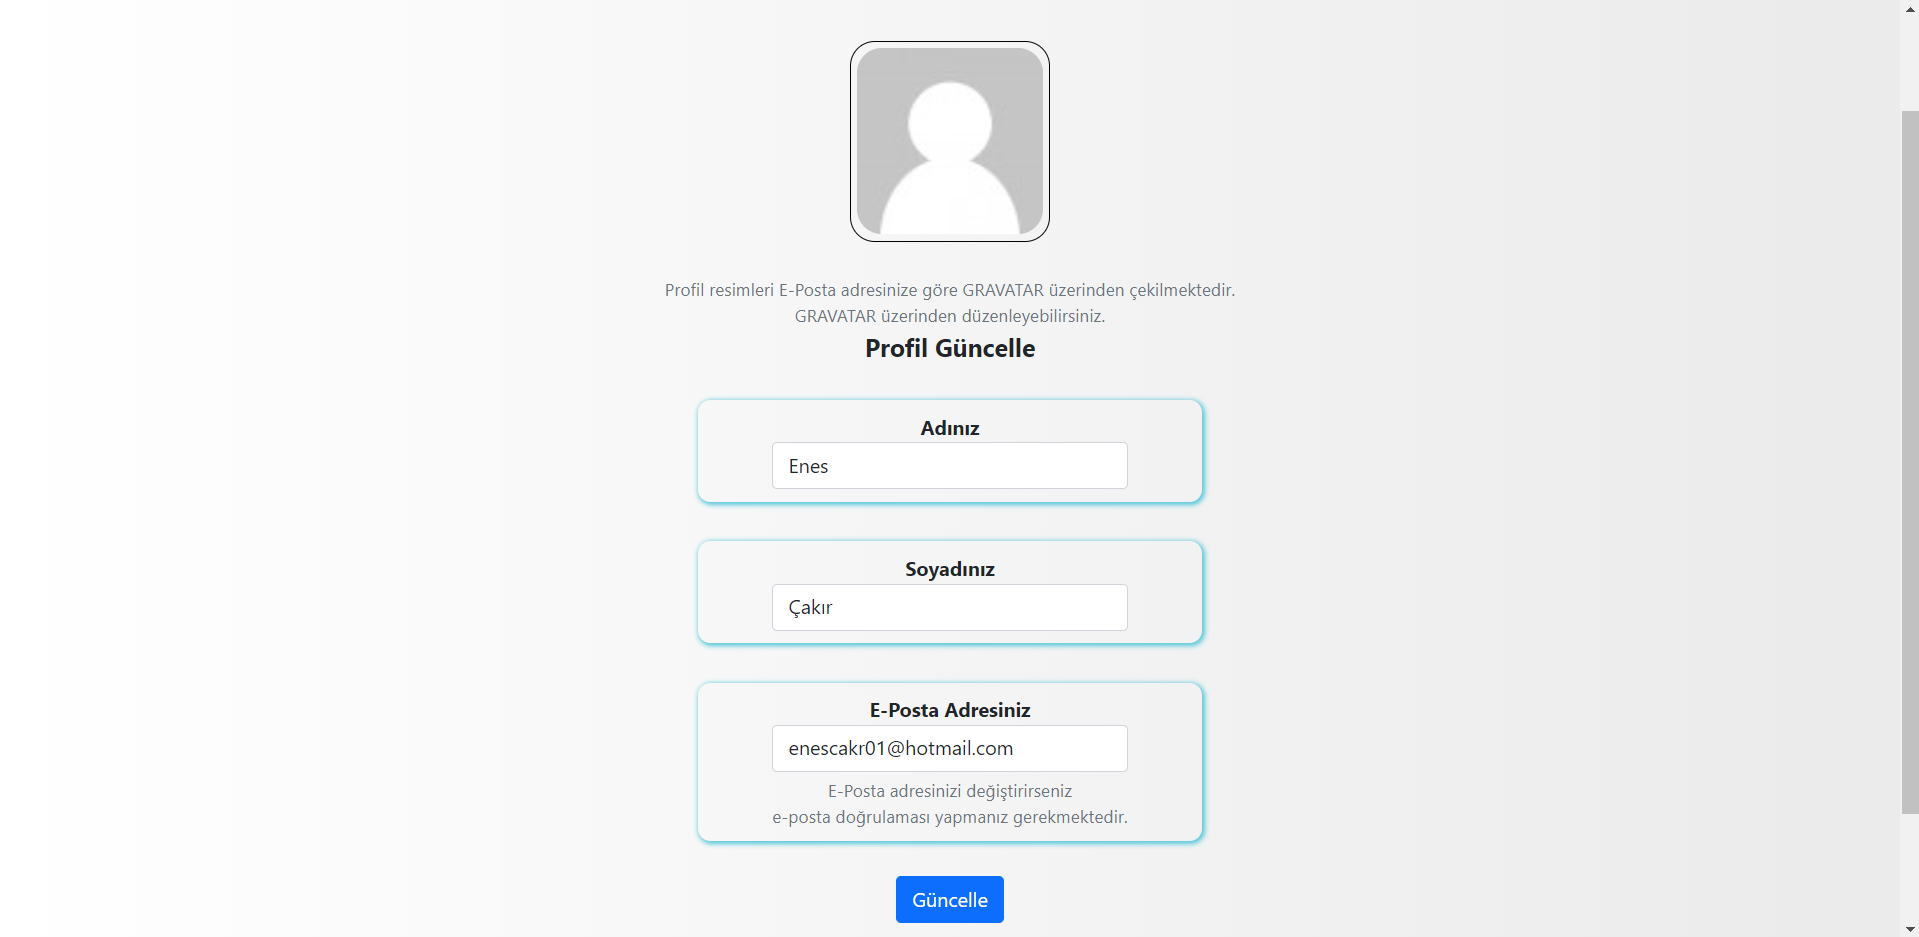 Profil resimleri E-Posta adresinize göre GRAVATAR üzerinden çekilmektedir.
GRAVATAR üzerinden düzenleyebilirsiniz.
Profil Güncelle
Adınız
Enes
Soyadınız
Çakır
E-Posta Adresiniz
enescakr01@hotmail.com
E-Posta adresinizi değiştirirseniz
e-posta doğrulaması yapmanız gerekmektedir.
Güncelle